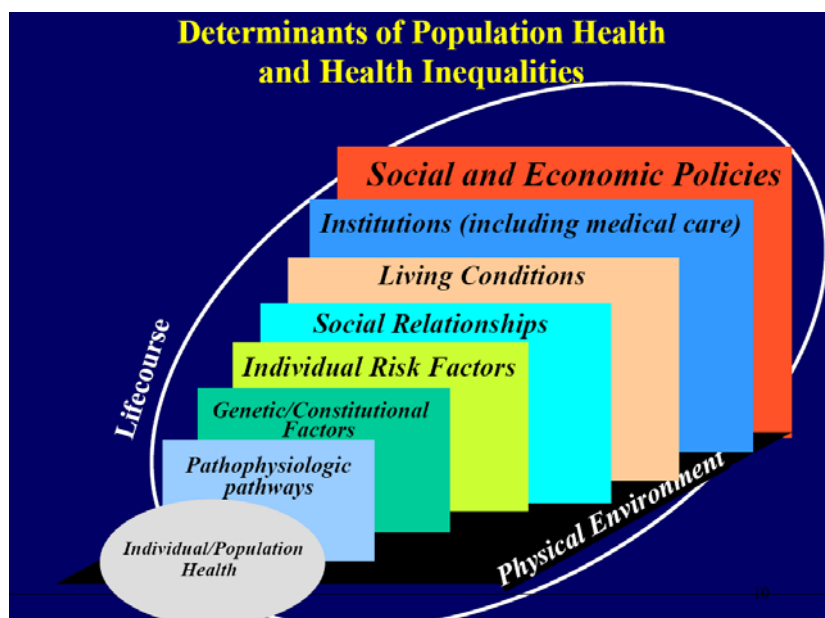 Determinants of Population Health
and Health Inequalities
Social and Economic Policies
Institutions (including medical care)
Living Conditions
Social Relationships
Individual Risk Factors
Genetic/Constitutional
Factors
Pathophysiologic
pathways
Individual/Population
Health
Lifecourse
Physical Environment
10